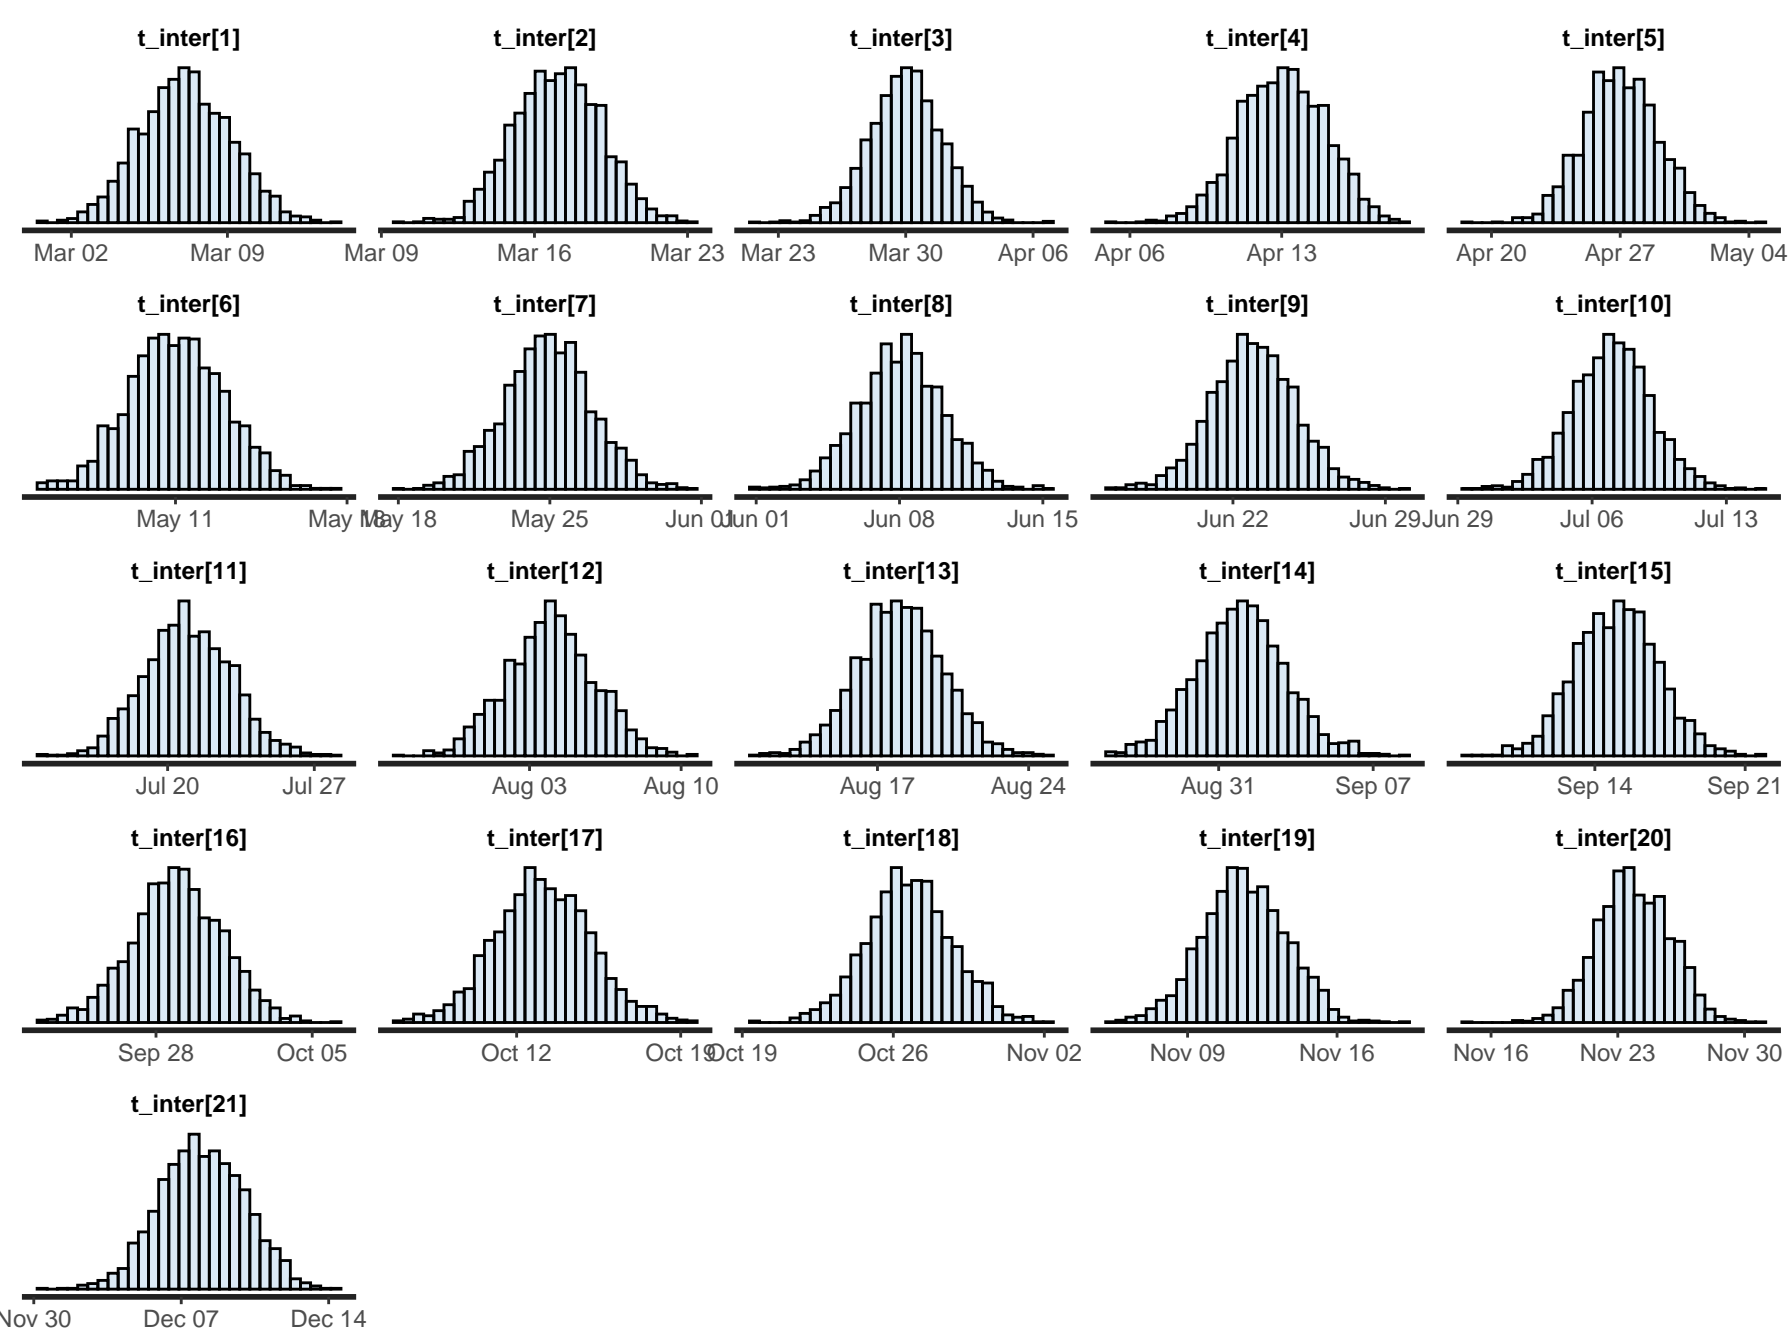 t_inter[1] t_inter[2] t_inter[3] t_inter[4] t_inter[5]
Mar 02 Mar 09 Mar 09 Mar 16 Mar 23 Mar 23 Mar 30 Apr 06 Apr 06 Apr 13 Apr 20 Apr 27 May 04
t_inter[6] t_inter[7] t_inter[8] t_inter[9] t_inter[10]
May 11 May 18 May 18 May 25 Jun 01 Jun 01 Jun 08 Jun 15 Jun 22 Jun 29 Jun 29 Jul 06 Jul 13
t_inter[11] t_inter[12] t_inter[13] t_inter[14] t_inter[15]
Jul 20 Jul 27 Aug 03 Aug 10 Aug 17 Aug 24 Aug 31 Sep 07 Sep 14 Sep 21
t_inter[16] t_inter[17] t_inter[18] t_inter[19] t_inter[20]
Sep 28 Oct 05 Oct 12 Oct 19 Oct 19 Oct 26 Nov 02 Nov 09 Nov 16 Nov 16 Nov 23 Nov 30
t_inter[21]
Nov 30 Dec 07 Dec 14